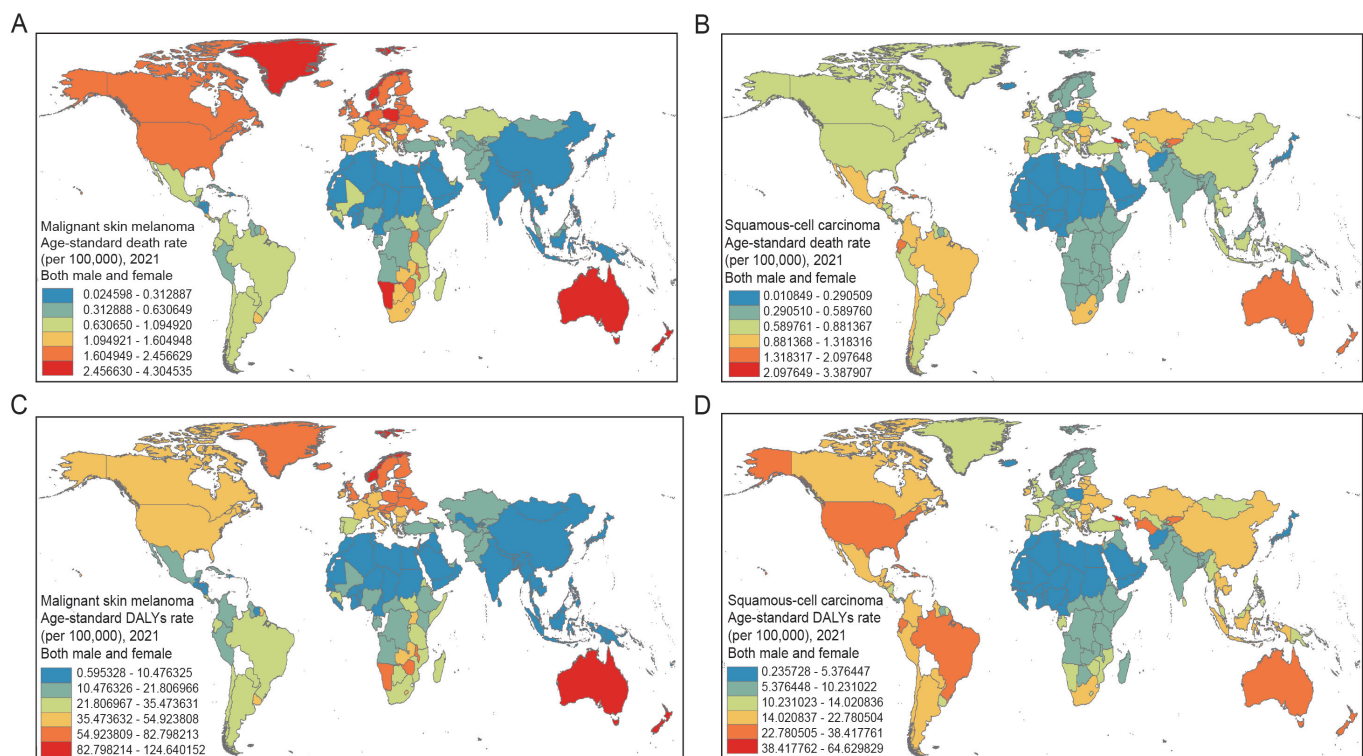 A
Malignant skin melanoma
Age-standard death rate
(per 100,000), 2021
Both male and female
0.024598 - 0.312887
0.312888 - 0.630649
0.630650 - 1.094920
1.094921 - 1.604948
1.604949 - 2.456629
2.456630 - 4.304535
B
Squamous-cell carcinoma
Age-standard death rate
(per 100,000), 2021
Both male and female
0.010849 - 0.290509
0.290510 - 0.589760
0.589761 - 0.881367
0.881368 - 1.318316
1.318317 - 2.097648
2.097649 - 3.387907
C
Malignant skin melanoma
Age-standard DALYs rate
(per 100,000), 2021
Both male and female
0.595328 - 10.476325
10.476326 - 21.806966
21.806967 - 35.473631
35.473632 - 54.923808
54.923809 - 82.798213
82.798214 - 124.640152
D
Squamous-cell carcinoma
Age-standard DALYs rate
(per 100,000), 2021
Both male and female
0.235728 - 5.376447
5.376448 - 10.231022
10.231023 - 14.020836
14.020837 - 22.780504
22.780505 - 38.417761
38.417762 - 64.629829